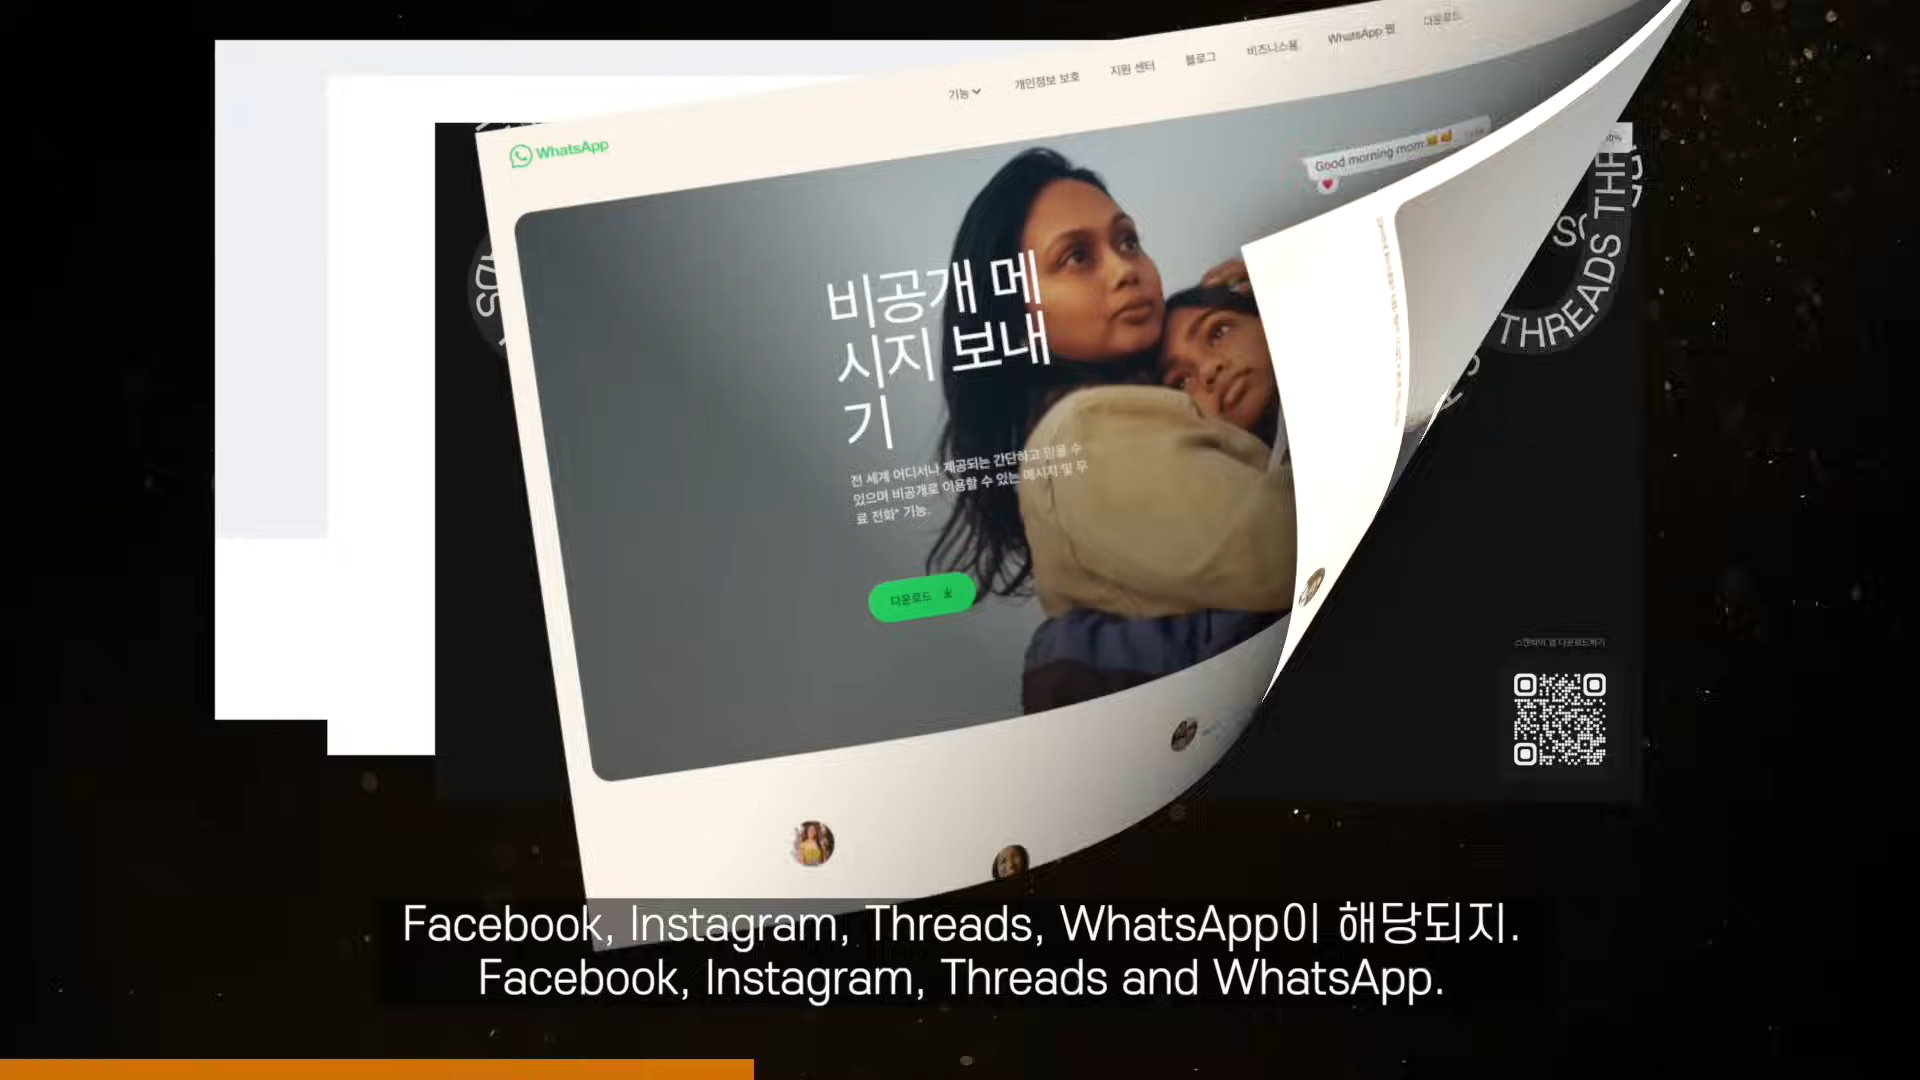 기능
개인정보 보호
지원 센터
블로그
비즈니스용
WhatsApp 웹
다운로드
WhatsApp
Good morning mom
비공개 메
시지 보내
기
전 세계 어디서나 제공되는 간단하고 믿을 수
있으며 비공개로 이용할 수 있는 메시지 및 무
료 전화* 기능.
다운로드
THREADS THR
Facebook, Instagram, Threads, WhatsApp이 해당되지.
Facebook, Instagram, Threads and WhatsApp.